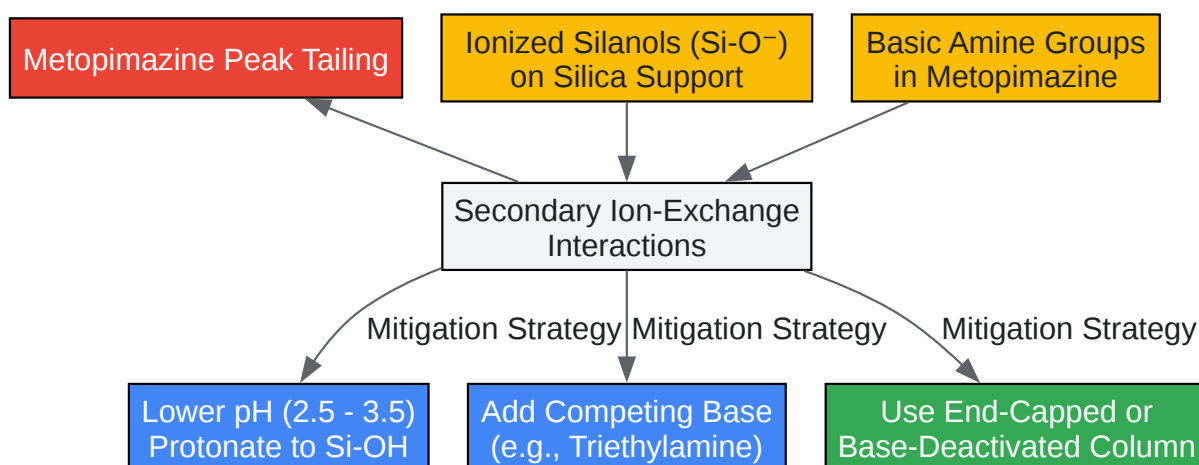 Metopimazine Peak Tailing
Ionized Silanols (Si-O⁻)
on Silica Support
Basic Amine Groups
in Metopimazine
Secondary Ion-Exchange
Interactions
Mitigation Strategy
Mitigation Strategy
Mitigation Strategy
Lower pH (2.5 - 3.5)
Protonate to Si-OH
Add Competing Base
(e.g., Triethylamine)
Use End-Capped or
Base-Deactivated Column